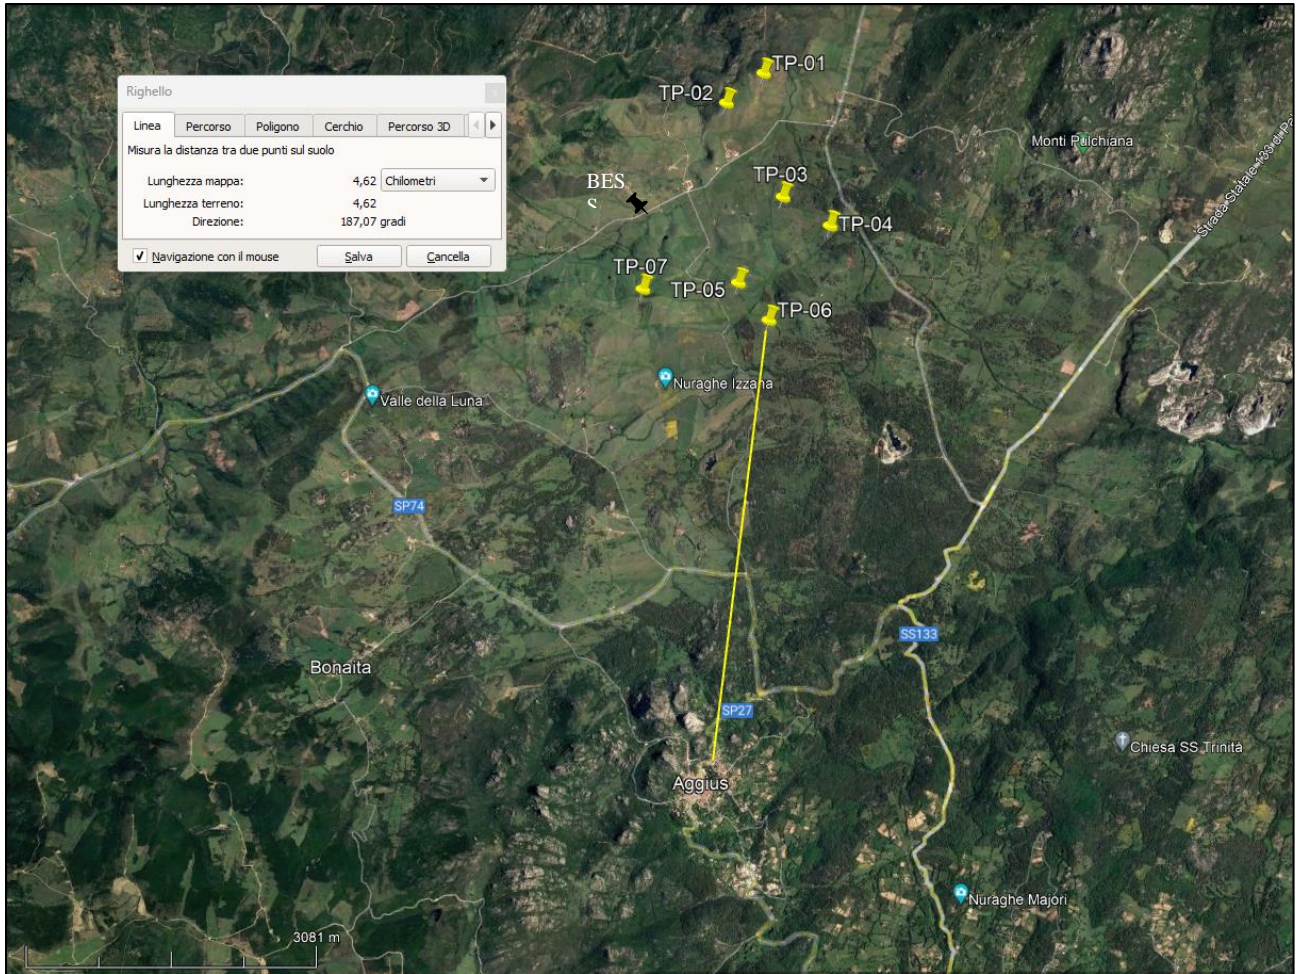 Righello
Linea Percorso Poligono Cerchio Percorso 3D
Misura la distanza tra due punti sul suolo
Lunghezza mappa: 4,62 Chilometri
Lunghezza terreno: 4,62
Direzione: 187,07 gradi
Navigazione con il mouse Salva Cancella
TP-01
TP-02
Monti Pulchiana
Strada Statale 133 di
TP-03
BES
S
TP-04
TP-07
TP-05
TP-06
Nuraghe Izzana
Valle della Luna
SP74
SS133
Bonaita
SP27
Chiesa SS Trinità
Aggius
Nuraghe Majori
3081 m